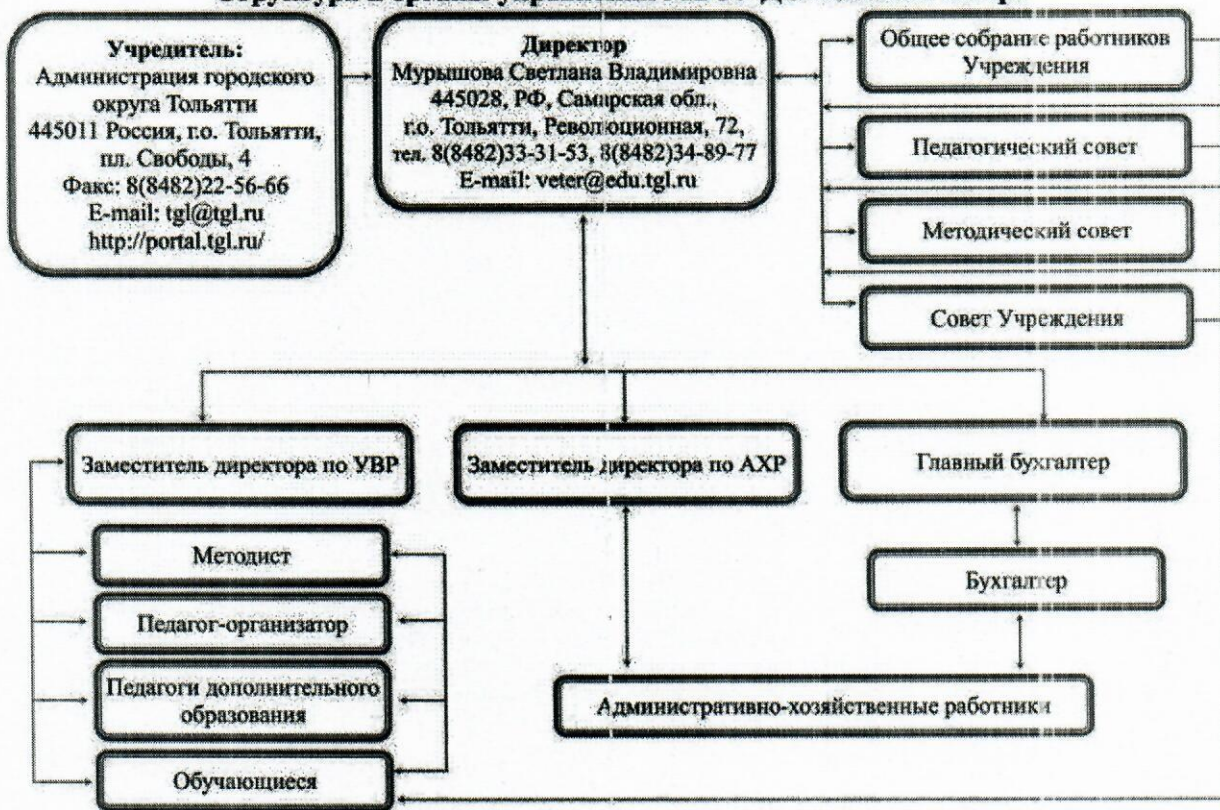 Учредитель:
Администрация городского
округа Тольятти
445011 Россия, г.о. Тольятти,
пл. Свободы, 4
Факс: 8(8482)22-56-66
E-mail: tgl@tgl.ru
http://portal.tgl.ru/
Директор
Мурышова Светлана Владимировна
445028, РФ, Самарская обл.,
г.о. Тольятти, Революционная, 72,
тел. 8(8482)33-31-53, 8(8482)34-89-77
E-mail: veter@edu.tgl.ru
Общее собрание работников
Учреждения
Педагогический совет
Методический совет
Совет Учреждения
Заместитель директора по УВР
Заместитель директора по АХР
Главный бухгалтер
Методист
Педагог-организатор
Педагоги дополнительного
образования
Обучающиеся
Бухгалтер
Административно-хозяйственные работники